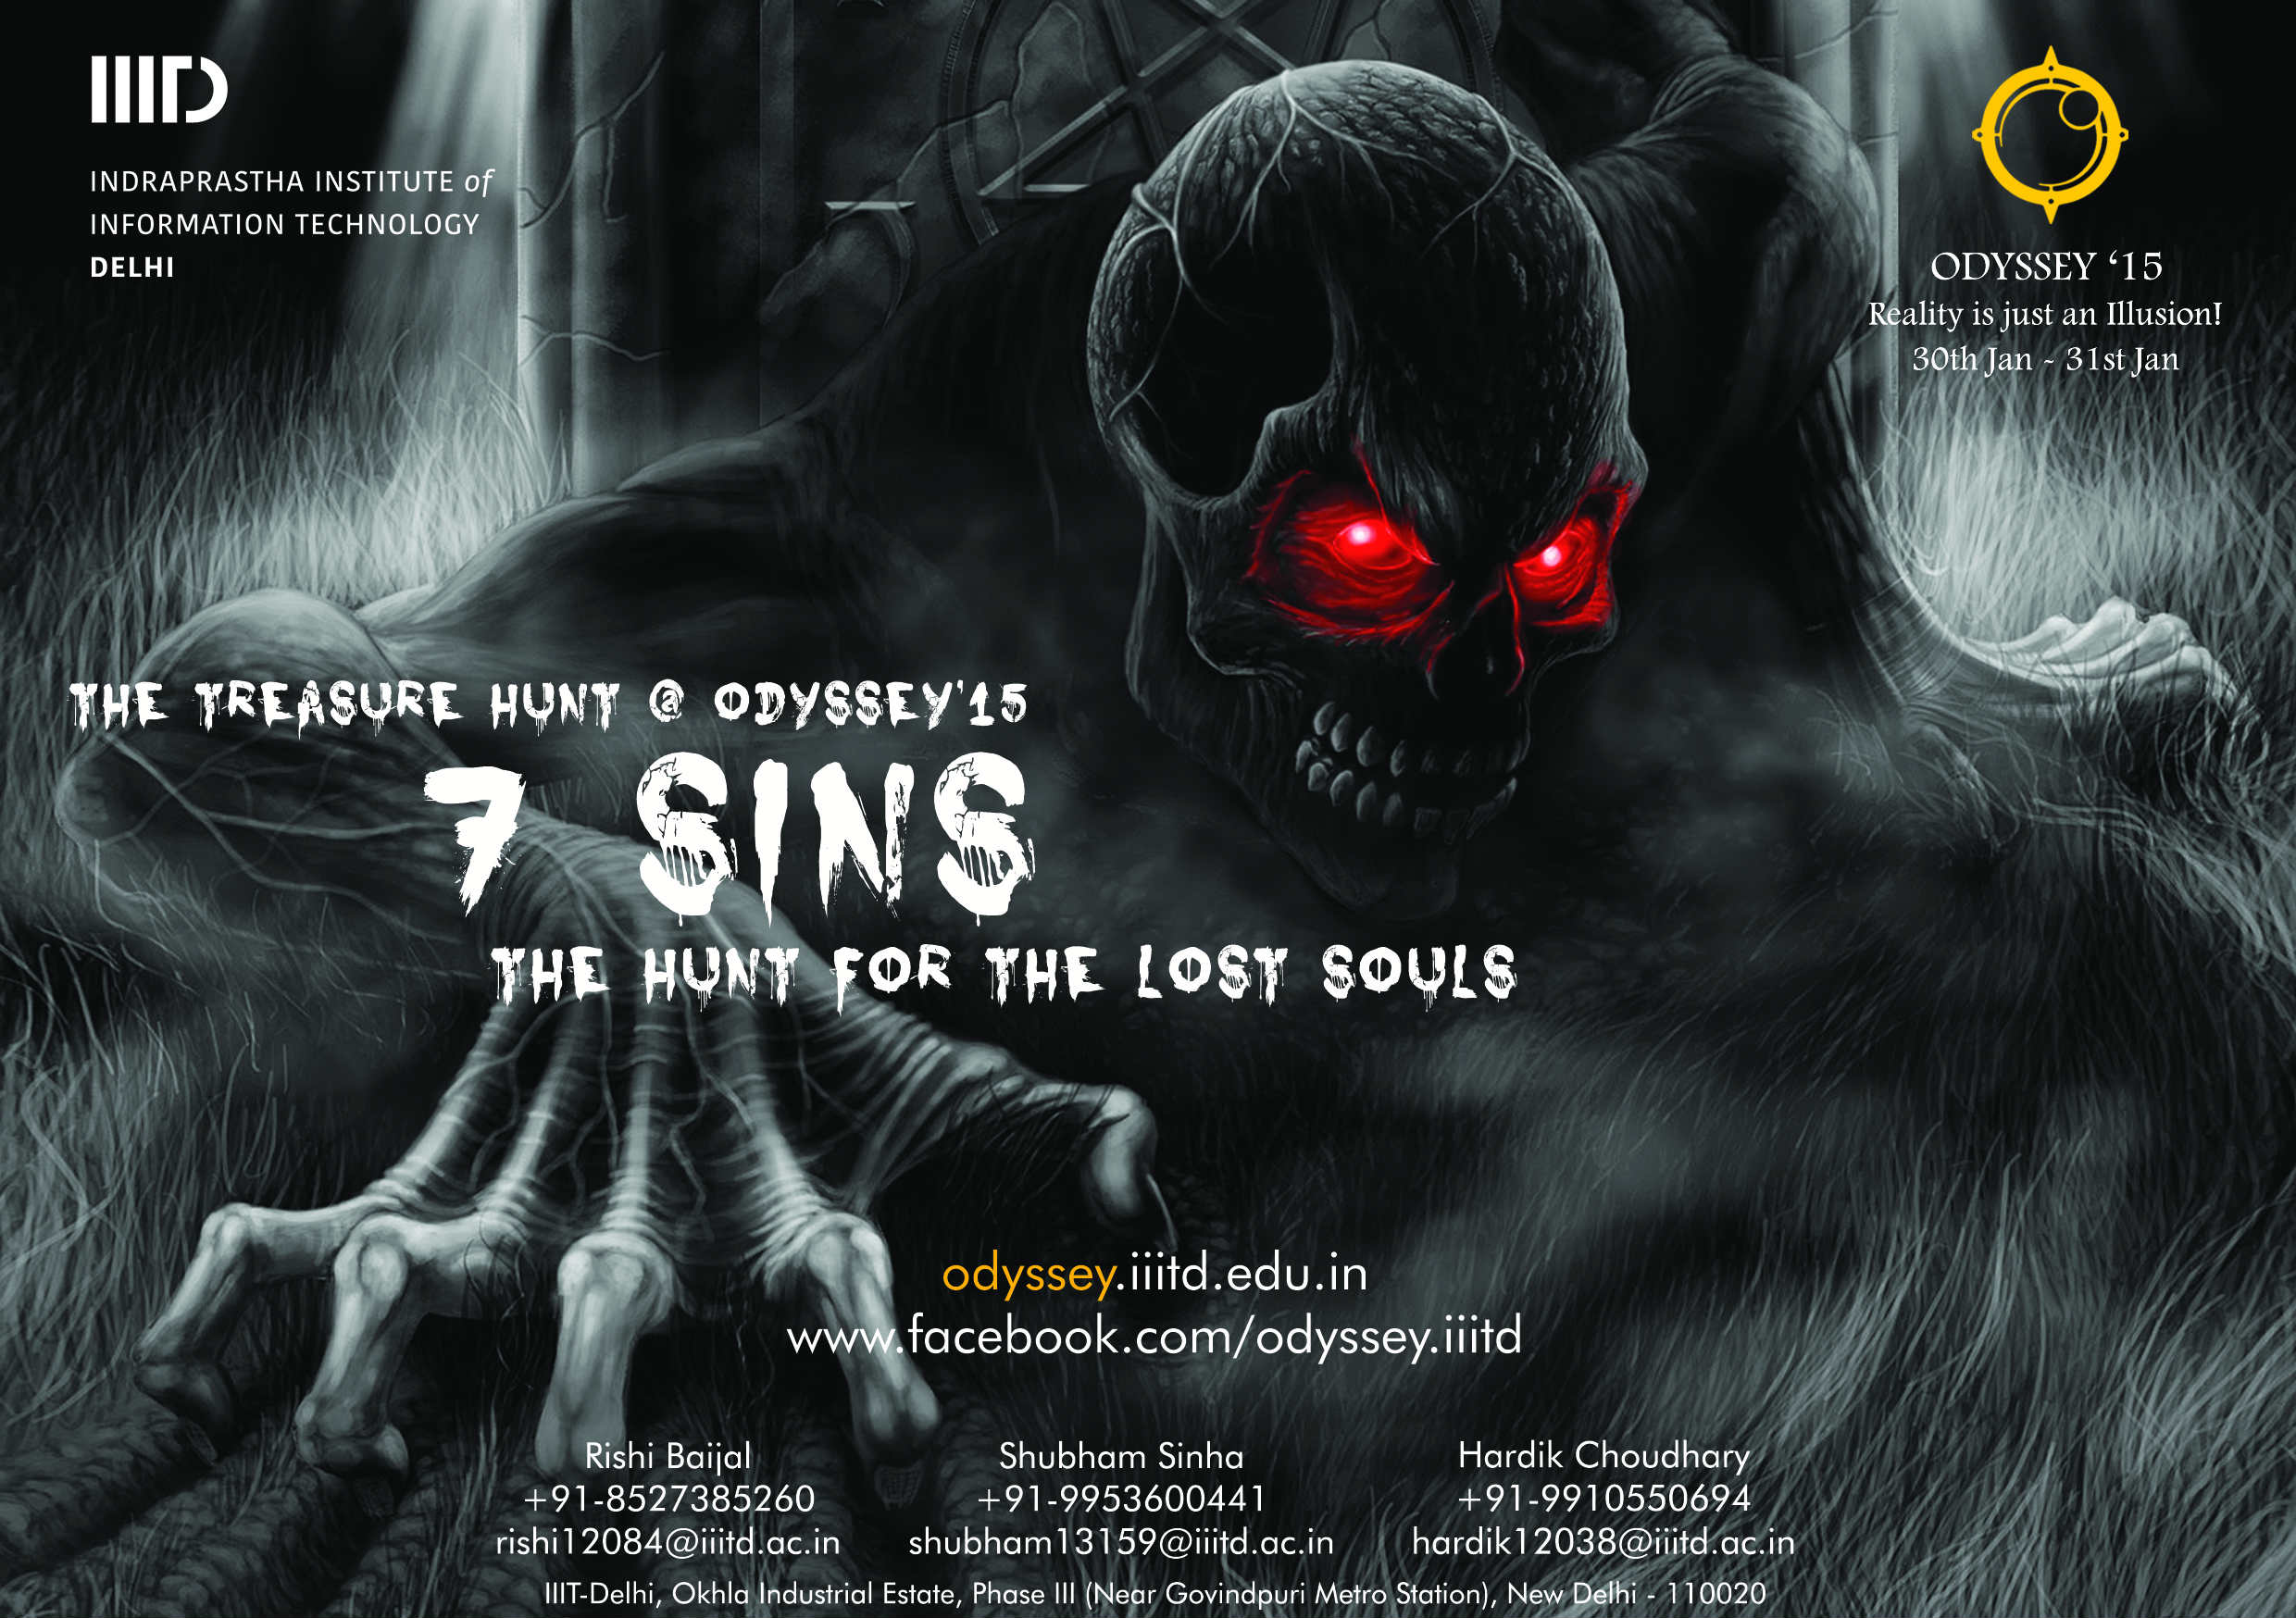 IIITD
INDRAPRASTHA INSTITUTE of
INFORMATION TECHNOLOGY
DELHI
ODYSSEY ‘15
Reality is just an Illusion!
30th Jan - 31st Jan
THE TREASURE HUNT @ ODYSSEY'15
7 SINS
THE HUNT FOR THE LOST SOULS
odyssey.iiitd.edu.in
www.facebook.com/odyssey.iiitd
Rishi Baijal
+91-8527385260
rishi12084@iiitd.ac.in
Shubham Sinha
+91-9953600441
shubham13159@iiitd.ac.in
Hardik Choudhary
+91-9910550694
hardik12038@iiitd.ac.in
IIIT-Delhi, Okhla Industrial Estate, Phase III (Near Govindpuri Metro Station), New Delhi - 110020